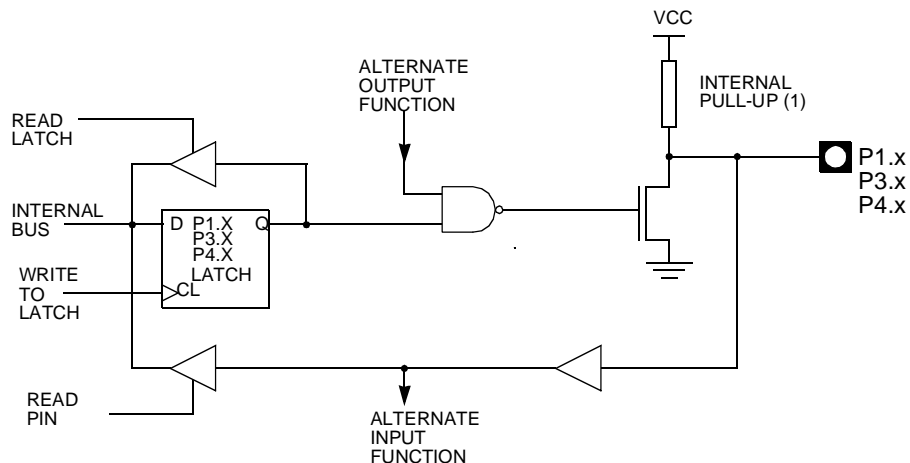 VCC
ALTERNATE
OUTPUT
FUNCTION
INTERNAL
PULL-UP (1)
READ
LATCH
P1.x
P3.x
P4.x
INTERNAL
BUS
D P1.X Q
P3.X
P4.X
LATCH
CL
WRITE
TO
LATCH
READ
PIN
ALTERNATE
INPUT
FUNCTION